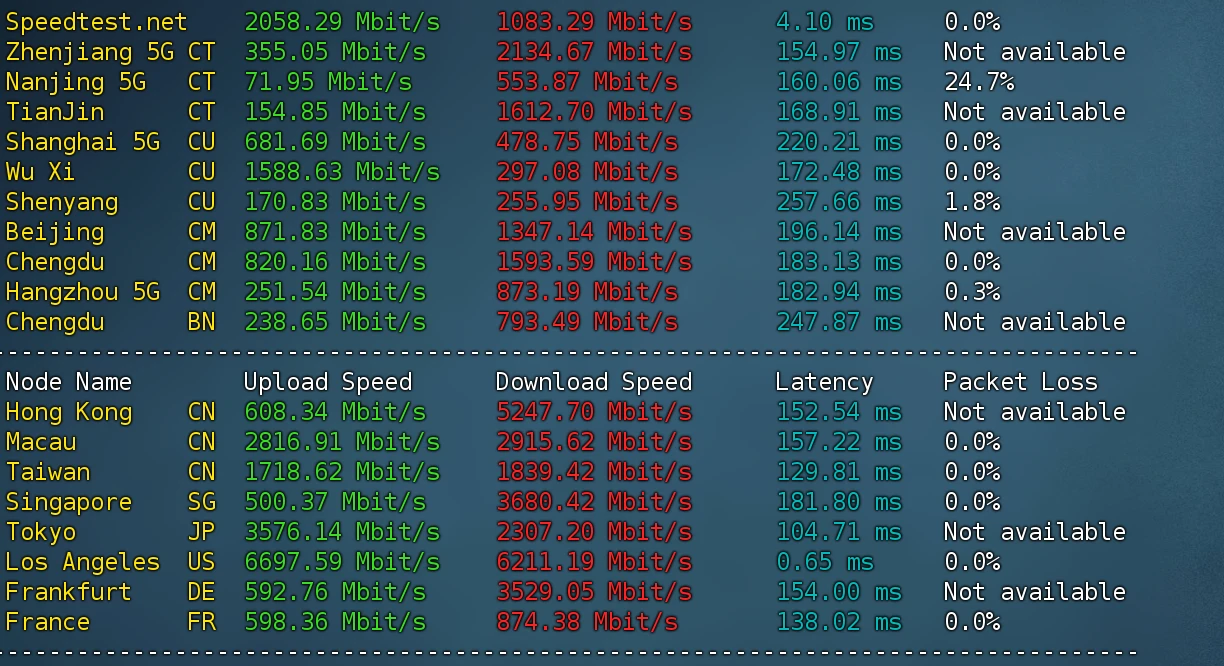 Speedtest.net 2058.29 Mbit/s 1083.29 Mbit/s 4.10 ms 0.0%
Zhenjiang 5G CT 355.05 Mbit/s 2134.67 Mbit/s 154.97 ms Not available
Nanjing 5G CT 71.95 Mbit/s 553.87 Mbit/s 160.06 ms 24.7%
TianJin CT 154.85 Mbit/s 1612.70 Mbit/s 168.91 ms Not available
Shanghai 5G CU 681.69 Mbit/s 478.75 Mbit/s 220.21 ms 0.0%
Wu Xi CU 1588.63 Mbit/s 297.08 Mbit/s 172.48 ms 0.0%
Shenyang CU 170.83 Mbit/s 255.95 Mbit/s 257.66 ms 1.8%
Beijing CM 871.83 Mbit/s 1347.14 Mbit/s 196.14 ms Not available
Chengdu CM 820.16 Mbit/s 1593.59 Mbit/s 183.13 ms 0.0%
Hangzhou 5G CM 251.54 Mbit/s 873.19 Mbit/s 182.94 ms 0.3%
Chengdu BN 238.65 Mbit/s 793.49 Mbit/s 247.87 ms Not available
----------------------------------------------------------------------------------
Node Name Upload Speed Download Speed Latency Packet Loss
Hong Kong CN 608.34 Mbit/s 5247.70 Mbit/s 152.54 ms Not available
Macau CN 2816.91 Mbit/s 2915.62 Mbit/s 157.22 ms 0.0%
Taiwan CN 1718.62 Mbit/s 1839.42 Mbit/s 129.81 ms 0.0%
Singapore SG 500.37 Mbit/s 3680.42 Mbit/s 181.80 ms 0.0%
Tokyo JP 3576.14 Mbit/s 2307.20 Mbit/s 104.71 ms Not available
Los Angeles US 6697.59 Mbit/s 6211.19 Mbit/s 0.65 ms 0.0%
Frankfurt DE 592.76 Mbit/s 3529.05 Mbit/s 154.00 ms Not available
France FR 598.36 Mbit/s 874.38 Mbit/s 138.02 ms 0.0%
----------------------------------------------------------------------------------